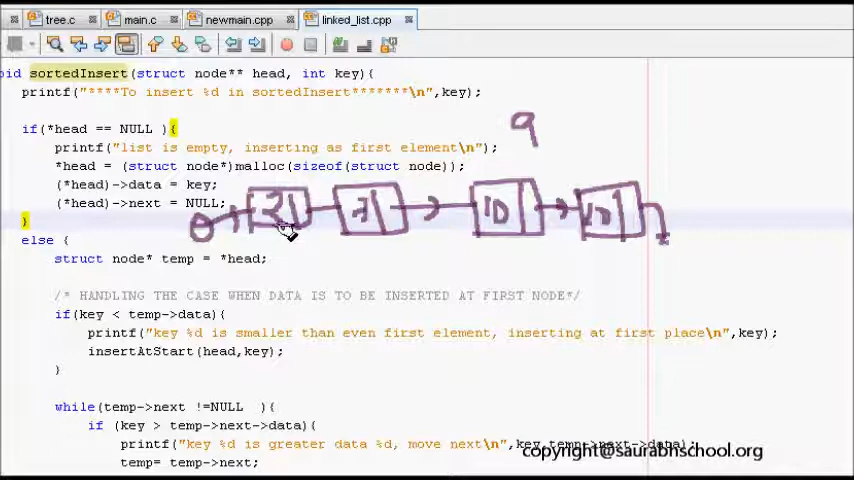 tree.c main.c newmain.cpp linked_list.cpp
oid sortedInsert(struct node** head, int key){
printf("****To insert %d in sortedInsert*******\n",key);
if(*head == NULL ){
printf("list is empty, inserting as first element\n");
*head = (struct node*)malloc(sizeof(struct node));
(*head)->data = key;
(*head)->next = NULL;
}
9
2 7 10
else {
struct node* temp = *head;
/* HANDLING THE CASE WHEN DATA IS TO BE INSERTED AT FIRST NODE*/
if(key < temp->data){
printf("key %d is smaller than even first element, inserting at first place\n",key);
insertAtStart(head,key);
}
while(temp->next !=NULL  ){
if (key > temp->next->data){
printf("key %d is greater data %d, move next\n",key,temp->next->data);
copyright@saurabhschool.org
temp= temp->next;